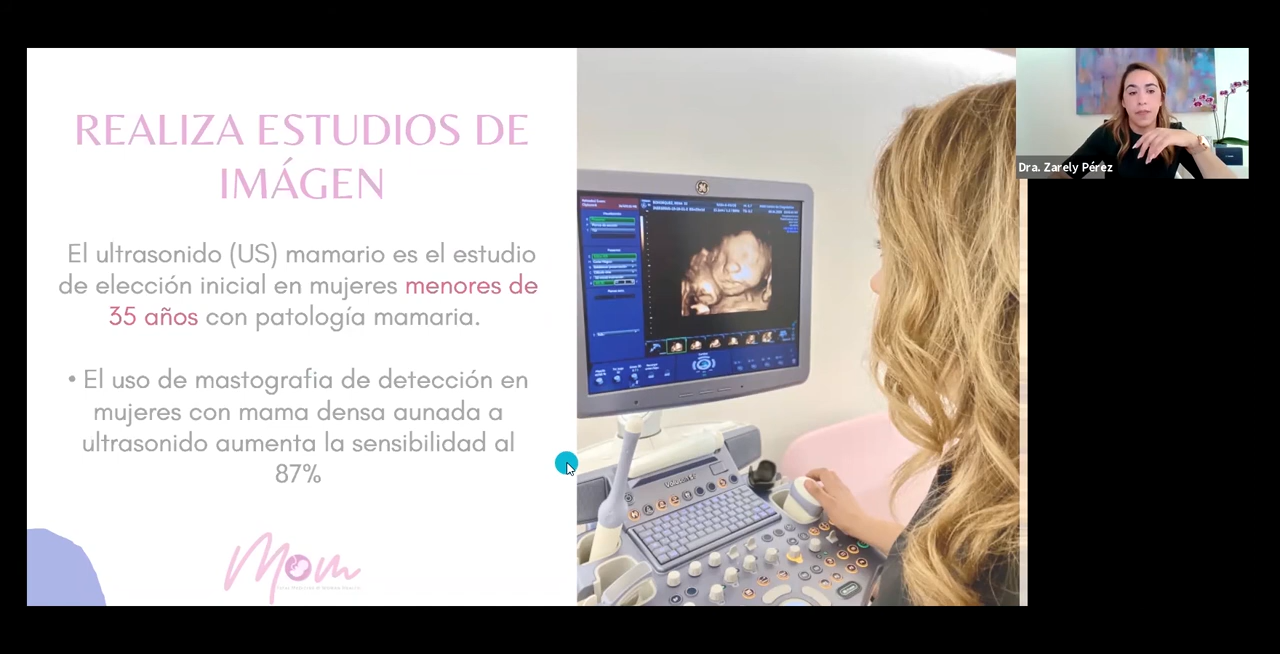 REALIZA ESTUDIOS DE
IMÁGEN
El ultrasonido (US) mamario es el estudio
de elección inicial en mujeres menores de
35 años con patología mamaria.
• El uso de mastografia de detección en
mujeres con mama densa aunada a
ultrasonido aumenta la sensibilidad al
87%
Mom
Dra. Zarely Pérez